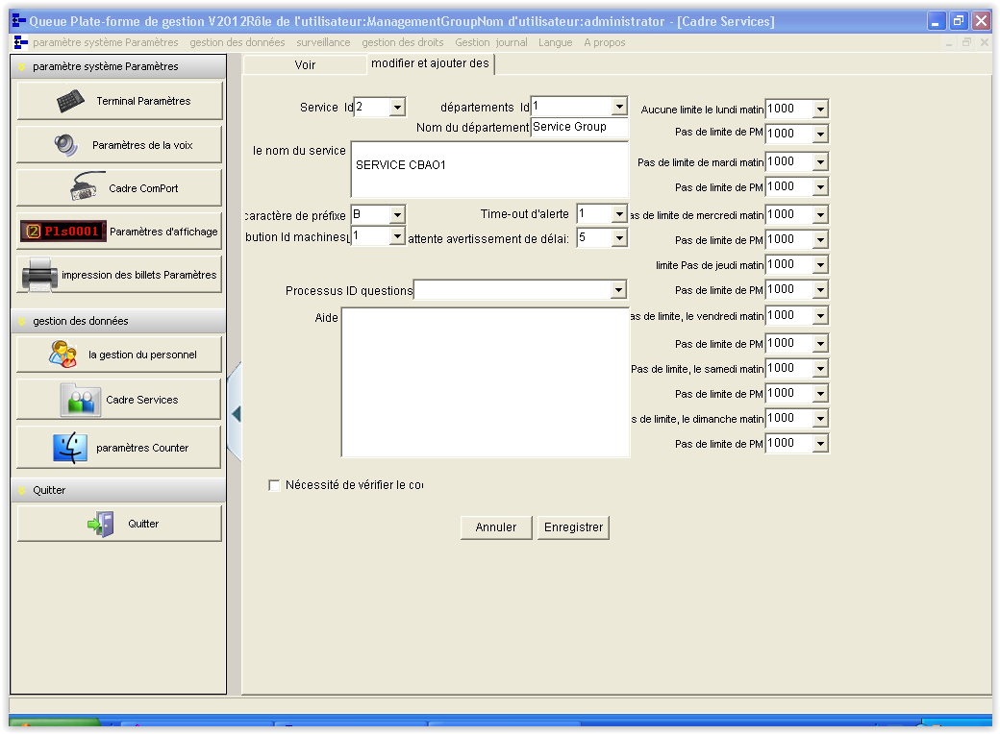 Queue Plate-forme de gestion V2012Rôle de l'utilisateur:ManagementGroupNom d'utilisateur:administrator - [Cadre Services]
paramètre système Paramètres gestion des données surveillance gestion des droits Gestion journal Langue A propos
paramètre système Paramètres
Terminal Paramètres
Paramètres de la voix
Cadre ComPort
2 Pls0001 Paramètres d'affichage
impression des billets Paramètres
gestion des données
la gestion du personnel
Cadre Services
paramètres Counter
Quitter
Quitter
Voir modifier et ajouter des
Service Id 2 départements Id 1
Nom du département Service Group
le nom du service SERVICE CBAO1
caractère de préfixe B Time-out d'alerte 1
bution Id machines 1 attente avertissement de délai: 5
Processus ID questions
Aide
Nécessité de vérifier le
Annuler Enregistrer
Aucune limite le lundi matin 1000
Pas de limite de PM 1000
Pas de limite de mardi matin 1000
Pas de limite de PM 1000
as de limite de mercredi matin 1000
Pas de limite de PM 1000
limite Pas de jeudi matin 1000
Pas de limite de PM 1000
as de limite, le vendredi matin 1000
Pas de limite de PM 1000
Pas de limite, le samedi matin 1000
Pas de limite de PM 1000
s de limite, le dimanche matin 1000
Pas de limite de PM 1000